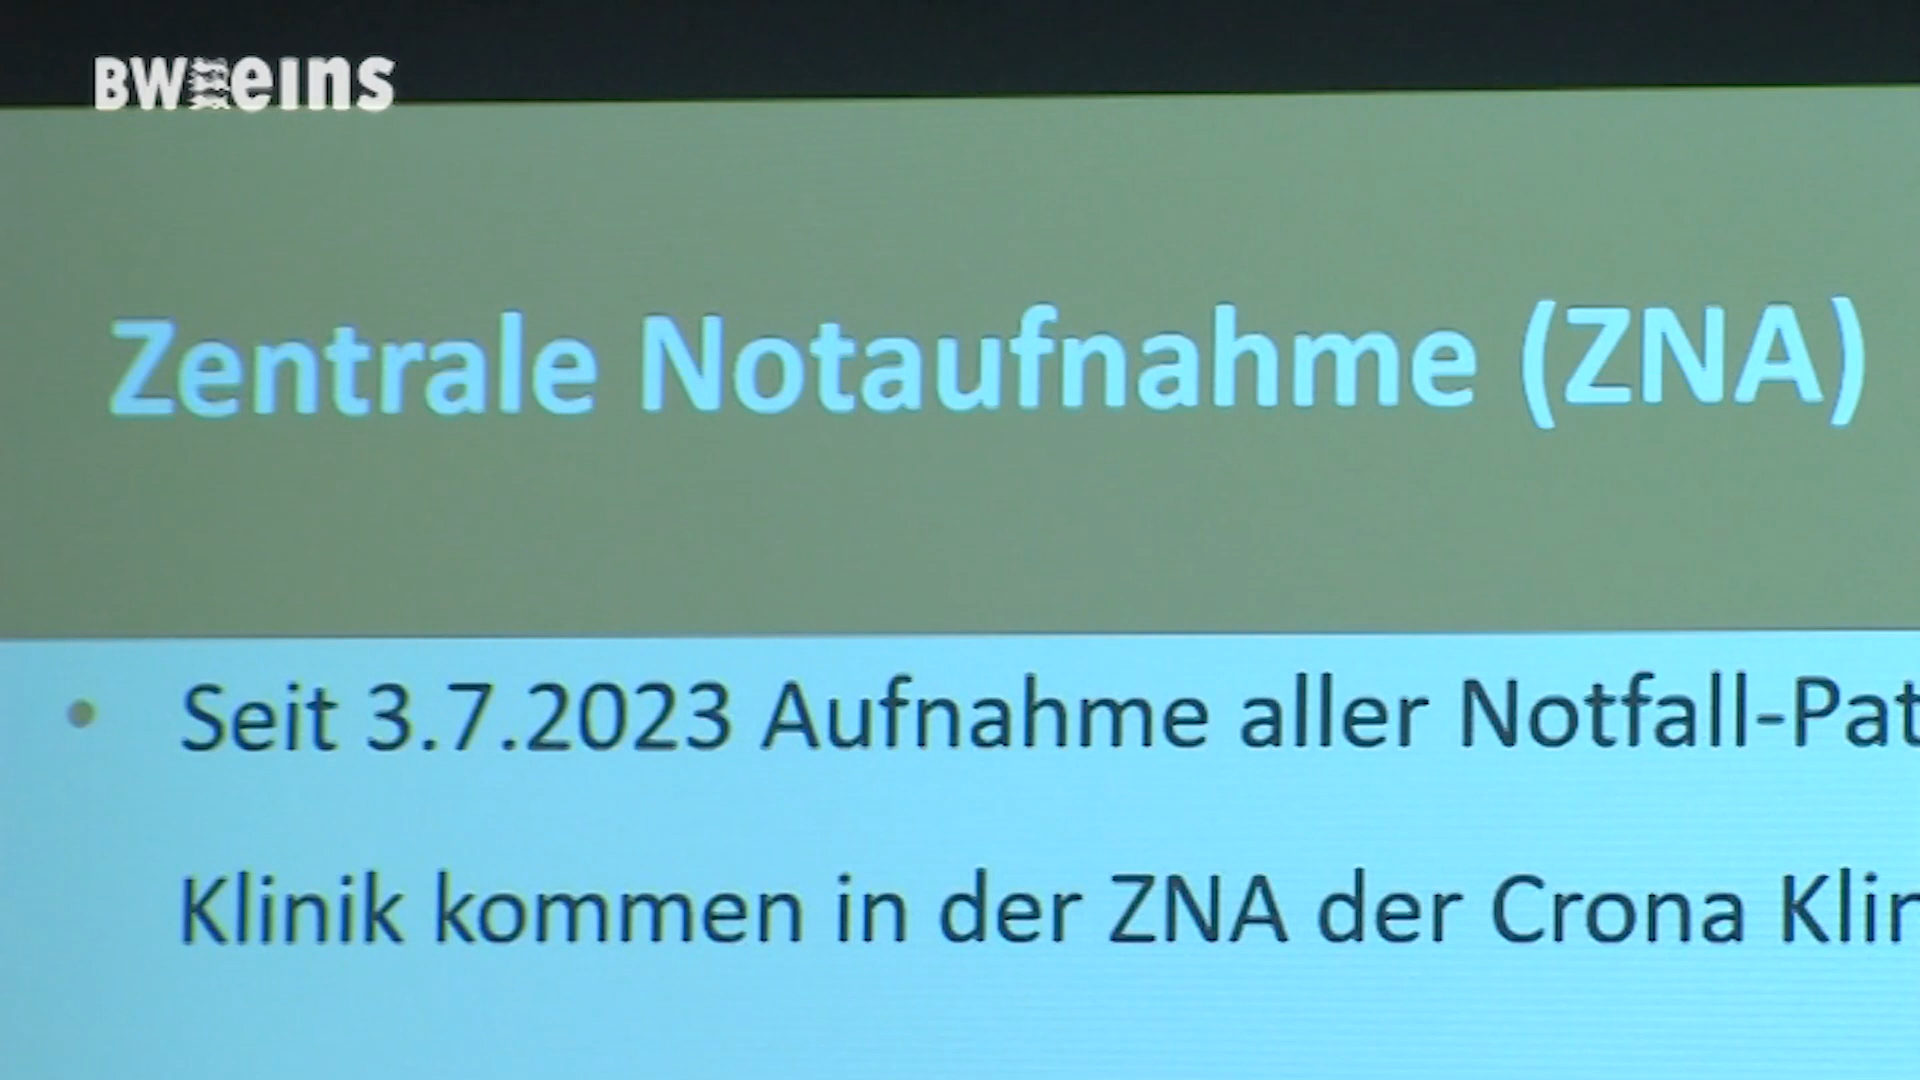 BW eins
Zentrale Notaufnahme (ZNA)
• Seit 3.7.2023 Aufnahme aller Notfall-Pat
Klinik kommen in der ZNA der Crona Klin